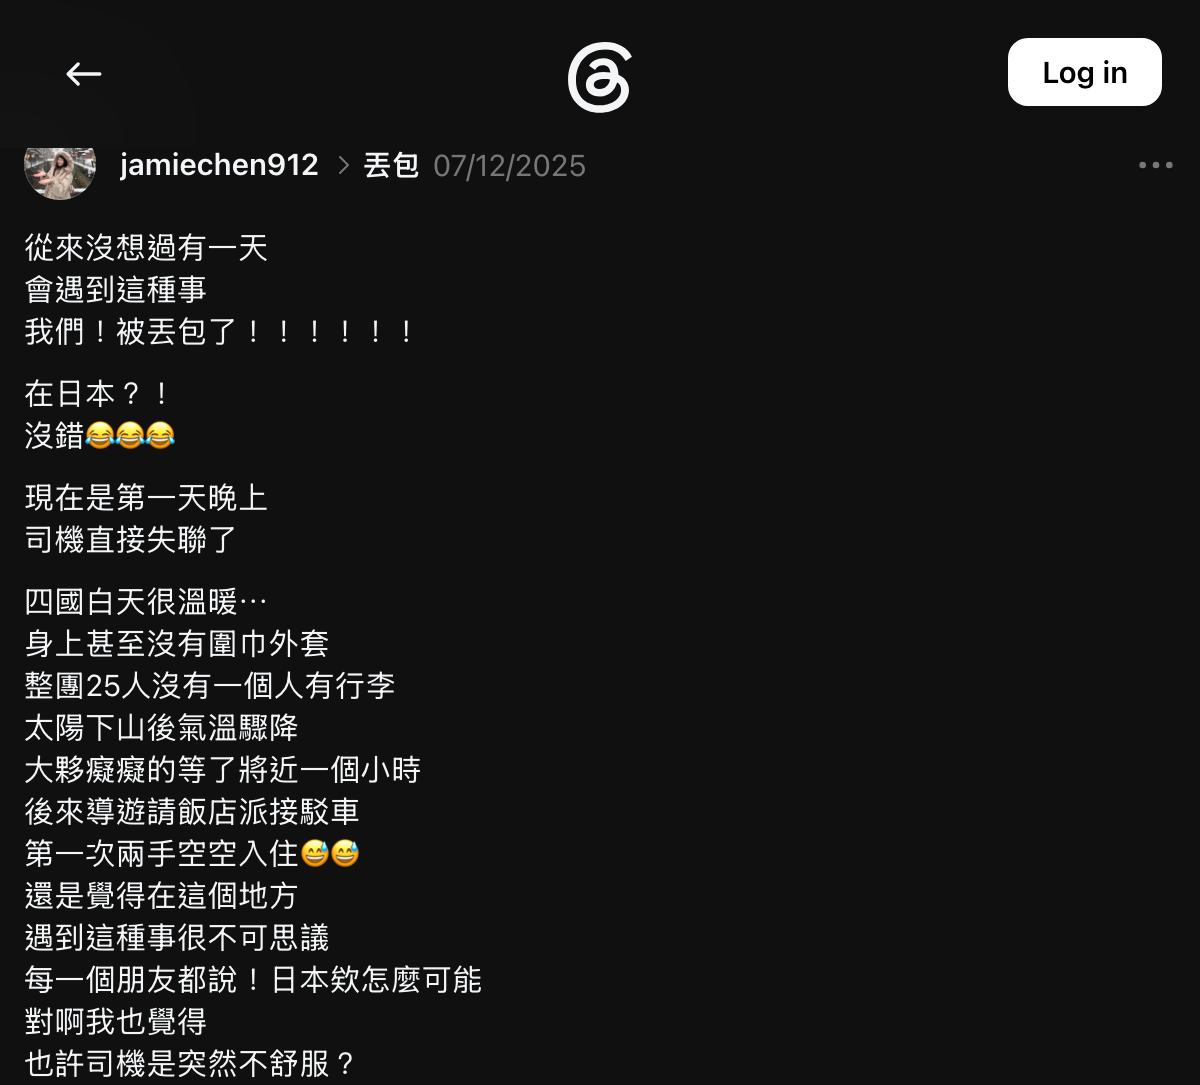 Log in
jamiechen912 > 丟包 07/12/2025
從來沒想過有一天
會遇到這種事
我們！被丟包了！！！！！！
在日本？！
沒錯😂😂😂
現在是第一天晚上
司機直接失聯了
四國白天很溫暖⋯
身上甚至沒有圍巾外套
整團25人沒有一個人有行李
太陽下山後氣溫驟降
大夥癡癡的等了將近一個小時
後來導遊請飯店派接駁車
第一次兩手空空入住😅😅
還是覺得在這個地方
遇到這種事很不可思議
每一個朋友都說！日本欸怎麼可能
對啊我也覺得
也許司機是突然不舒服？